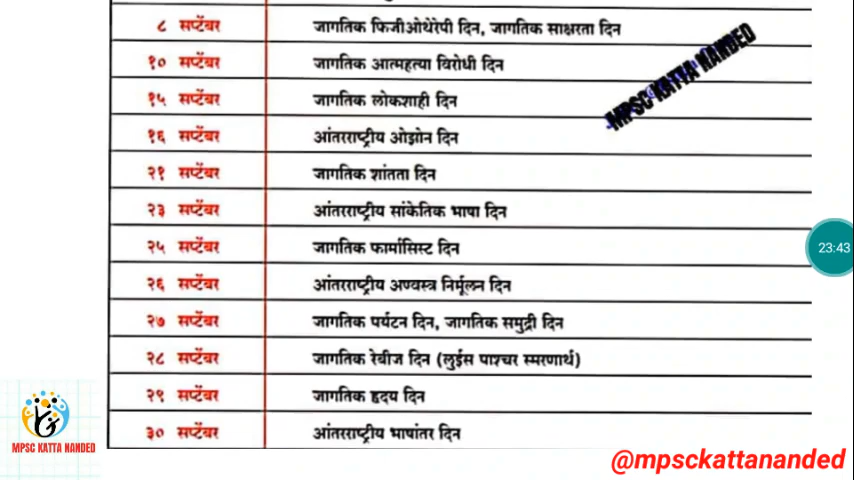 ८ सप्टेंबर जागतिक फिजीओथेरेपी दिन, जागतिक साक्षरता दिन
१० सप्टेंबर जागतिक आत्महत्या विरोधी दिन
१५ सप्टेंबर जागतिक लोकशाही दिन
१६ सप्टेंबर आंतरराष्ट्रीय ओझोन दिन
२१ सप्टेंबर जागतिक शांतता दिन
२३ सप्टेंबर आंतरराष्ट्रीय सांकेतिक भाषा दिन
२५ सप्टेंबर जागतिक फार्मासिस्ट दिन
२६ सप्टेंबर आंतरराष्ट्रीय अण्वस्त्र निर्मूलन दिन
२७ सप्टेंबर जागतिक पर्यटन दिन, जागतिक समुद्री दिन
२८ सप्टेंबर जागतिक रेबीज दिन (लुईस पाश्चर स्मरणार्थ)
२९ सप्टेंबर जागतिक हृदय दिन
३० सप्टेंबर आंतरराष्ट्रीय भाषांतर दिन
MPSC KATTA NANDED
23:43
MPSC KATTA NANDED
@mpsckattananded